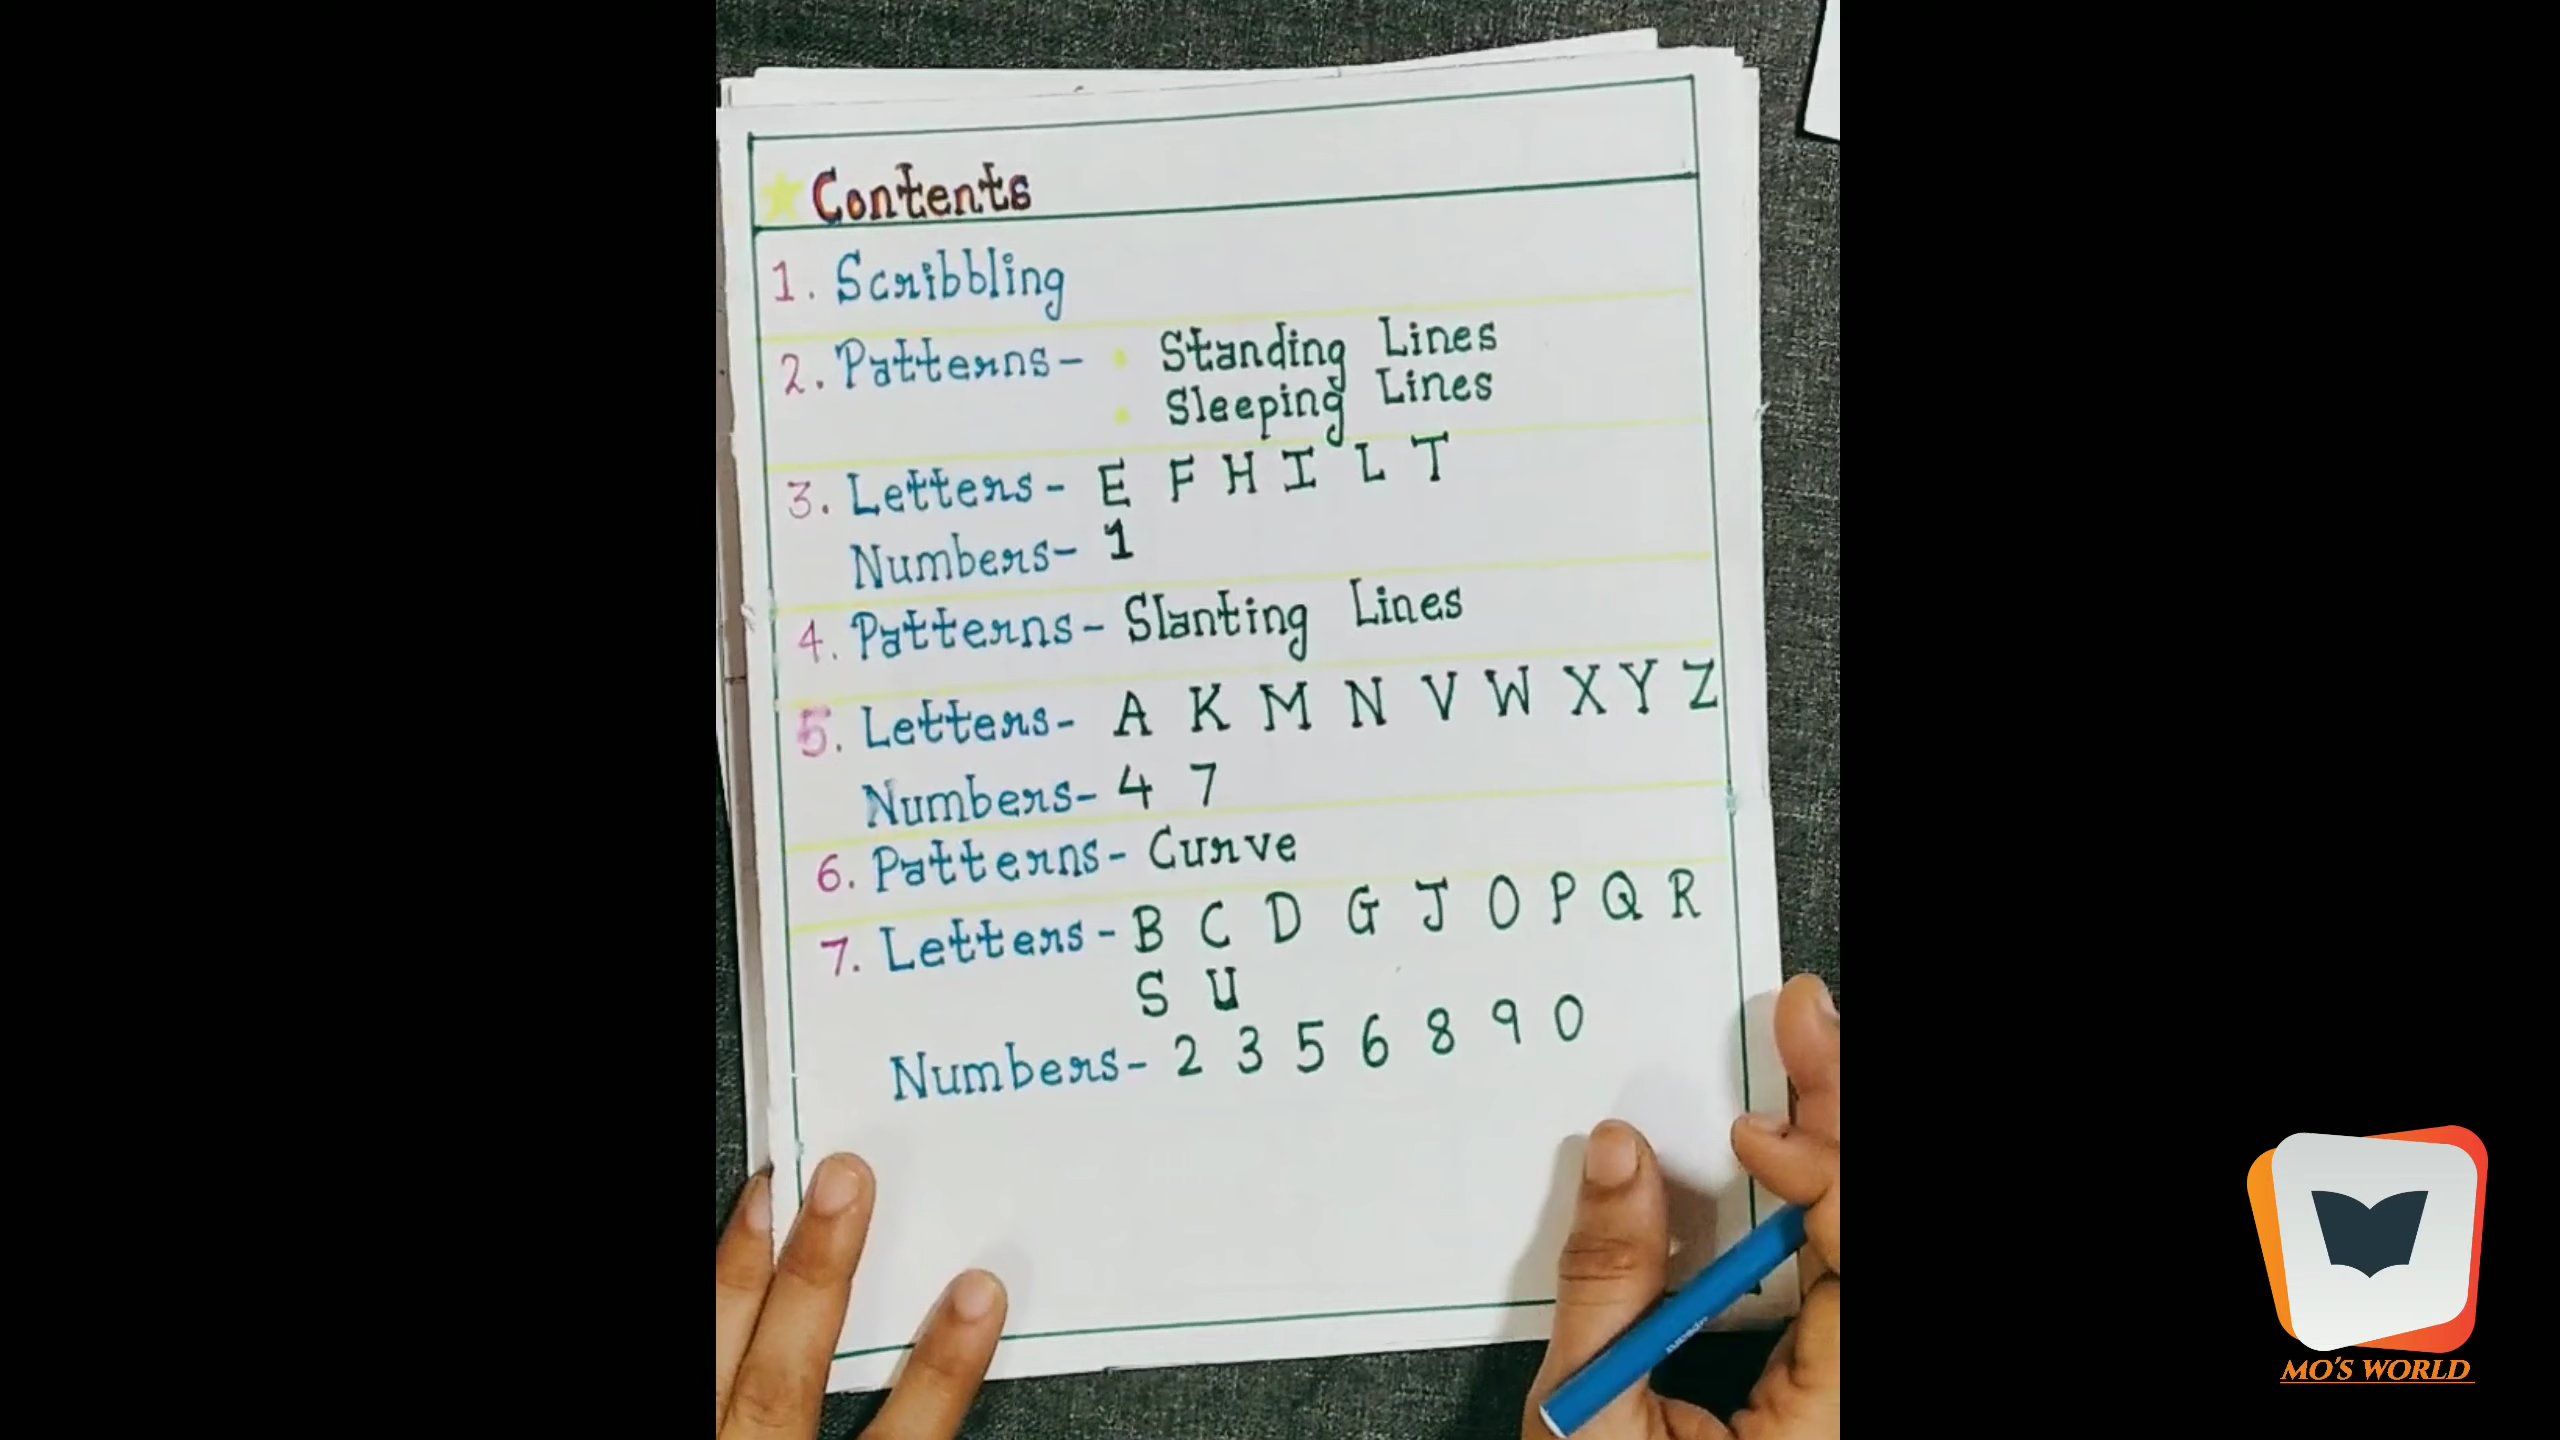 Contents
1. Scribbling
2. Patterns- • Standing Lines
• Sleeping Lines
3. Letters- E F H I L T
Numbers- 1
4. Patterns- Slanting Lines
5. Letters- A K M N V W X Y Z
Numbers- 4 7
6. Patterns- Curve
7. Letters- B C D G J O P Q R
S U
Numbers- 2 3 5 6 8 9 0
MO'S WORLD